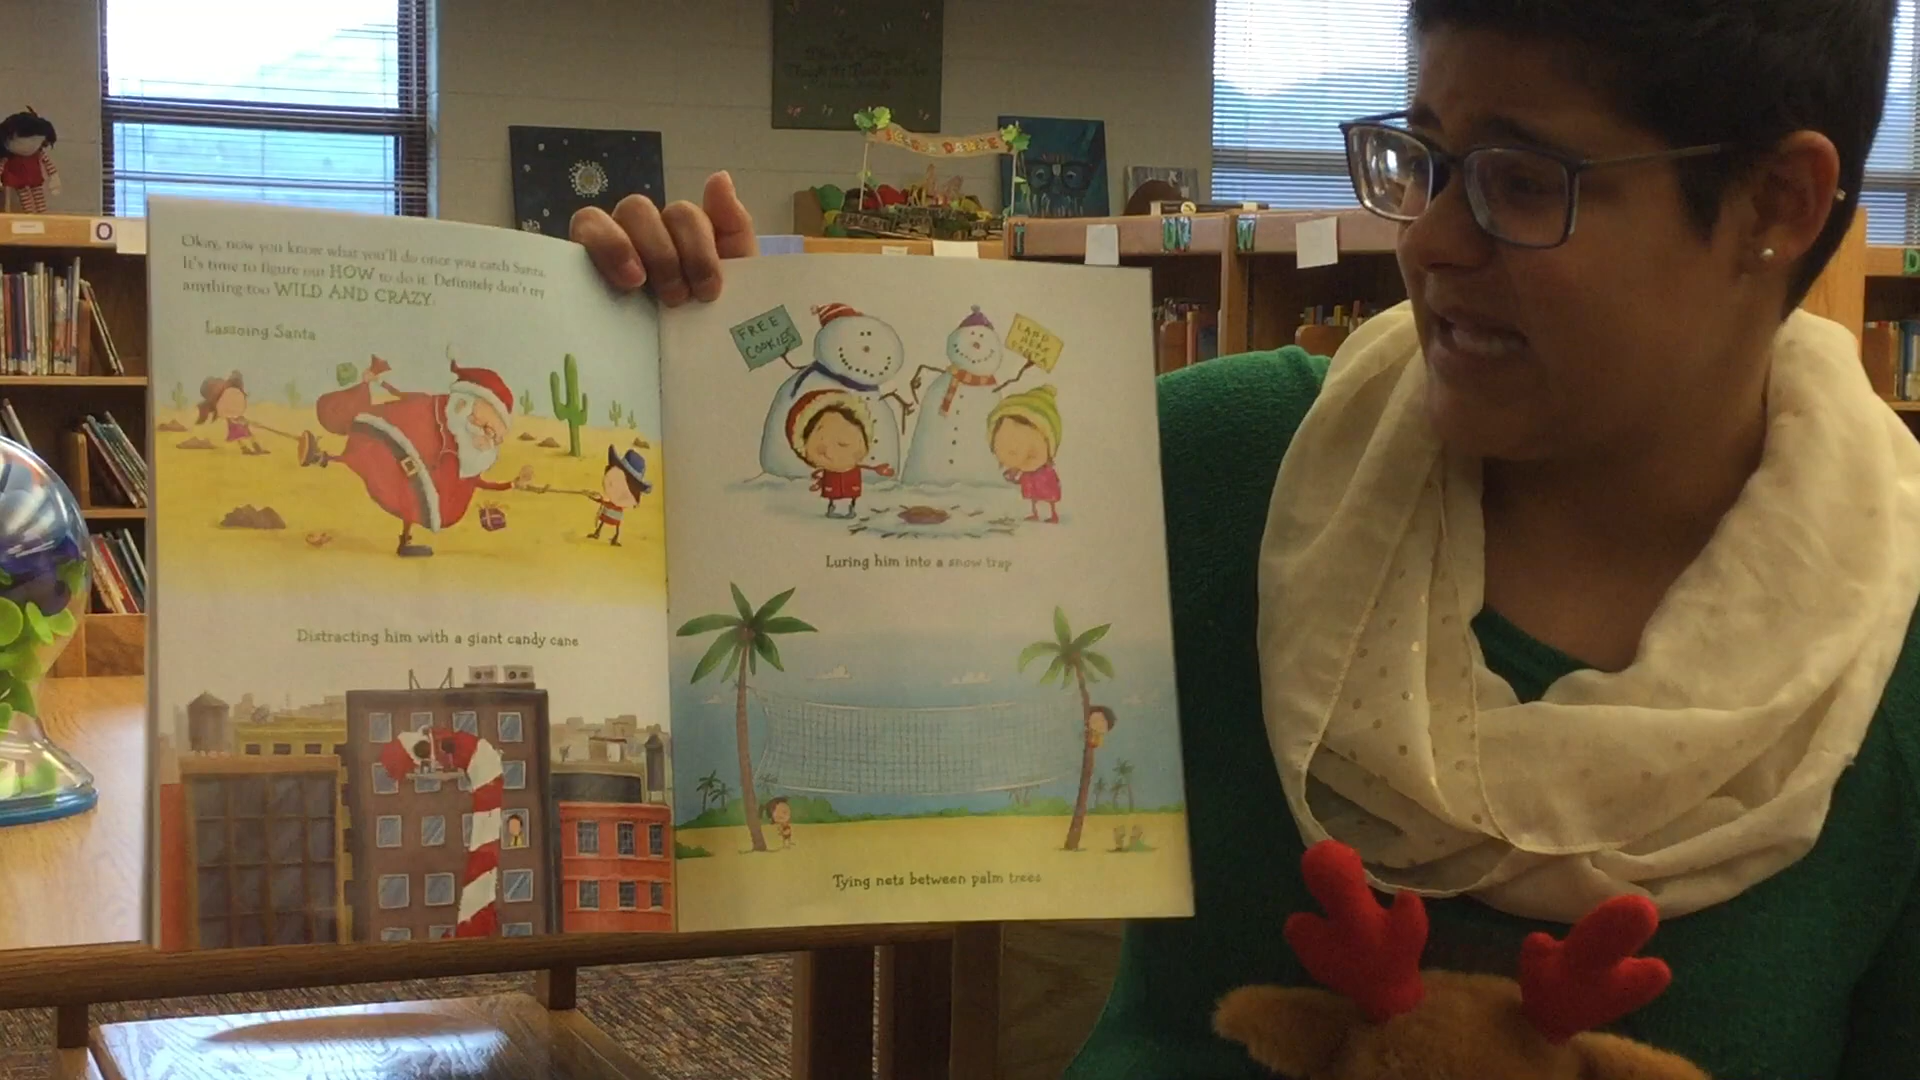 Okay, now you know what you'll do once you catch Santa.
It's time to figure out HOW to do it. Definitely don't try
anything too WILD AND CRAZY:
Lassoing Santa
Distracting him with a giant candy cane
FREE
COOKIES
LAND
HERE
SANTA
Luring him into a snow trap
Tying nets between palm trees
O
T
W
D